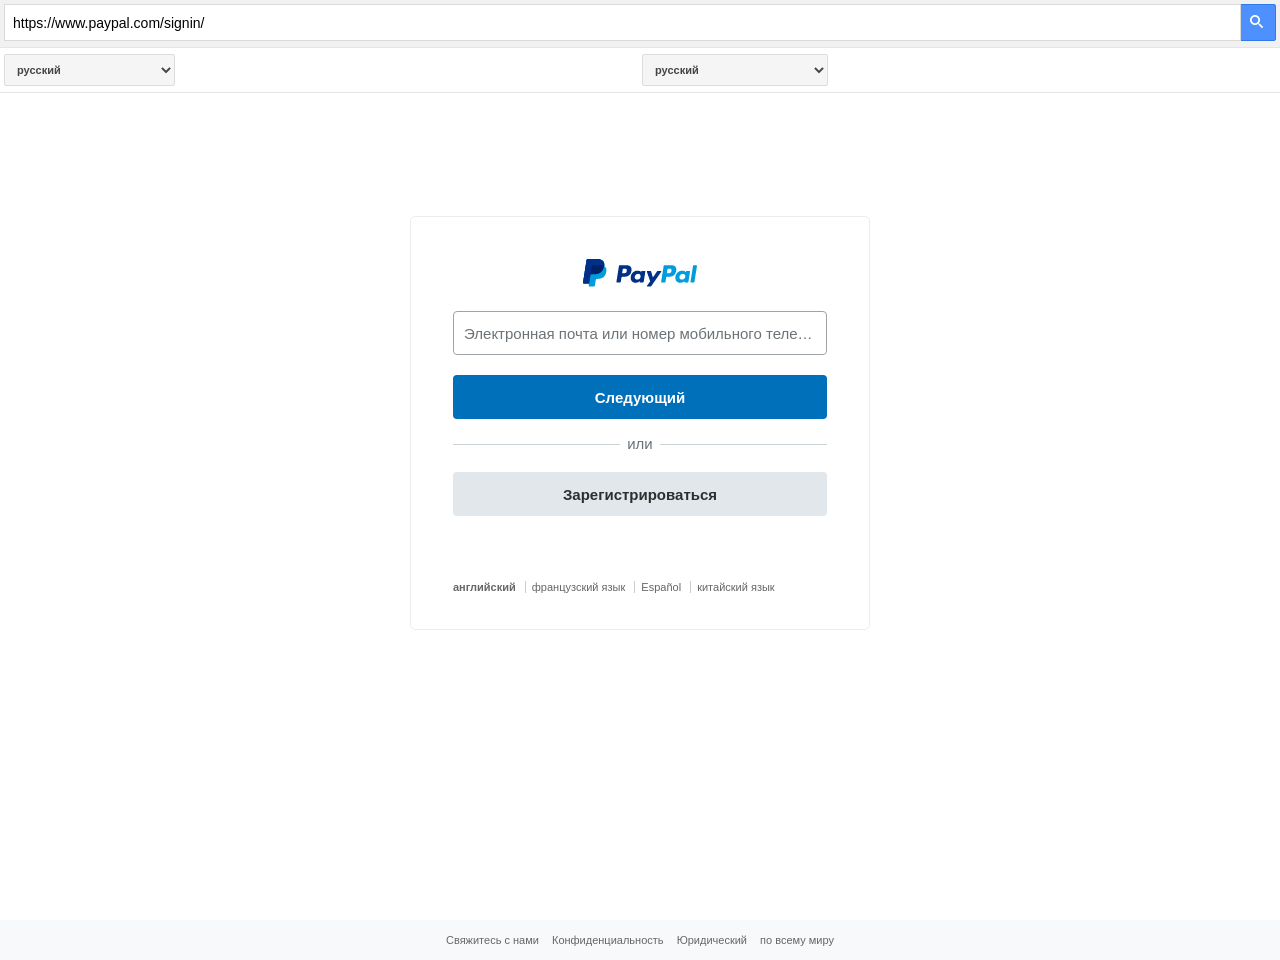 https://www.paypal.com/signin/
русский русский
PayPal
Электронная почта или номер мобильного теле…
Следующий
или
Зарегистрироваться
английский французский язык Español китайский язык
Свяжитесь с нами Конфиденциальность Юридический по всему миру